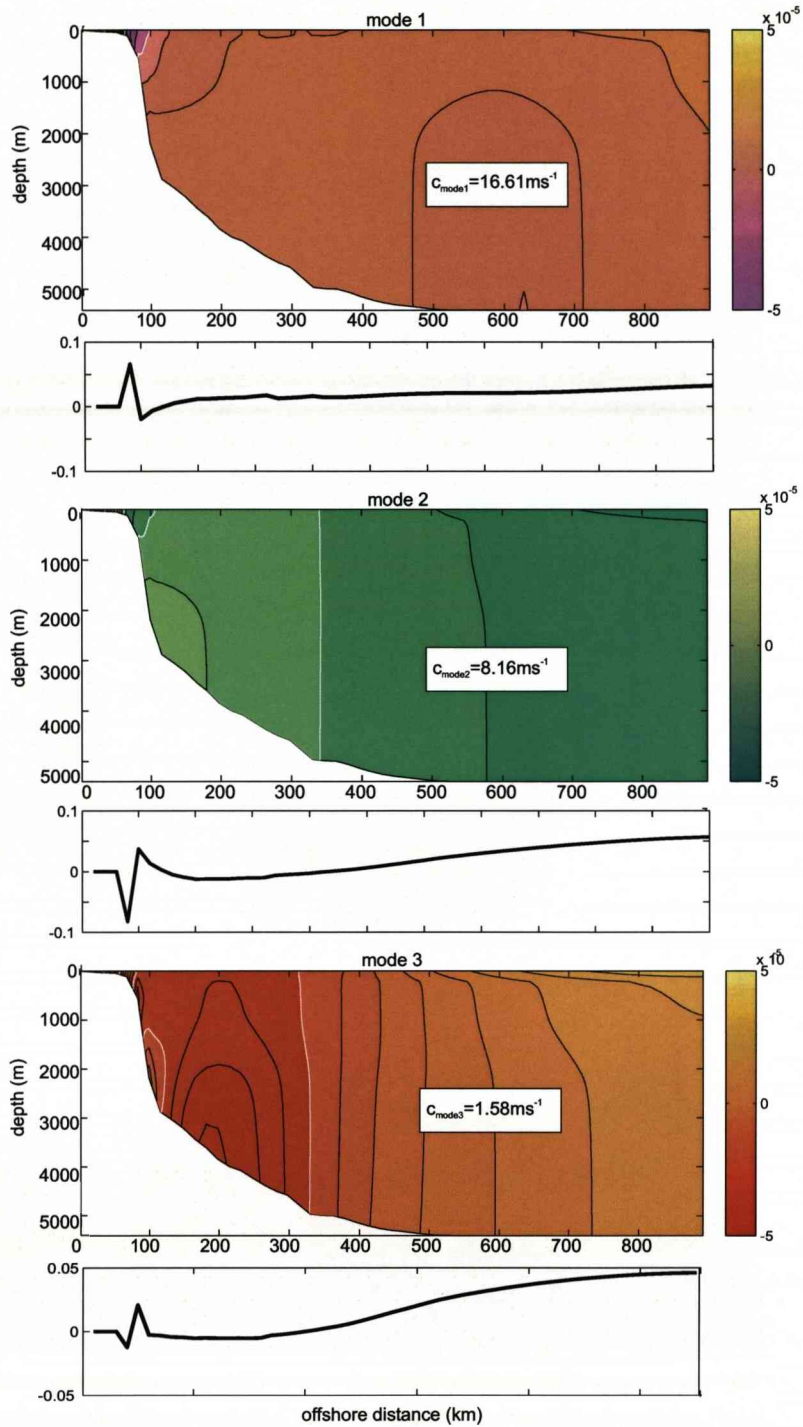 mode 1
x 10⁻⁵
0
1000
2000
3000
4000
5000
depth (m)
c_mode1=16.61ms⁻¹
5
0
-5
0 100 200 300 400 500 600 700 800
0.1
0
-0.1
mode 2
x 10⁻⁵
0
1000
2000
3000
4000
5000
depth (m)
c_mode2=8.16ms⁻¹
5
0
-5
0 100 200 300 400 500 600 700 800
0.1
0
-0.1
mode 3
0
1000
2000
3000
4000
5000
depth (m)
c_mode3=1.58ms⁻¹
5
0
-5
0 100 200 300 400 500 600 700 800
0.05
0
-0.05
offshore distance (km)